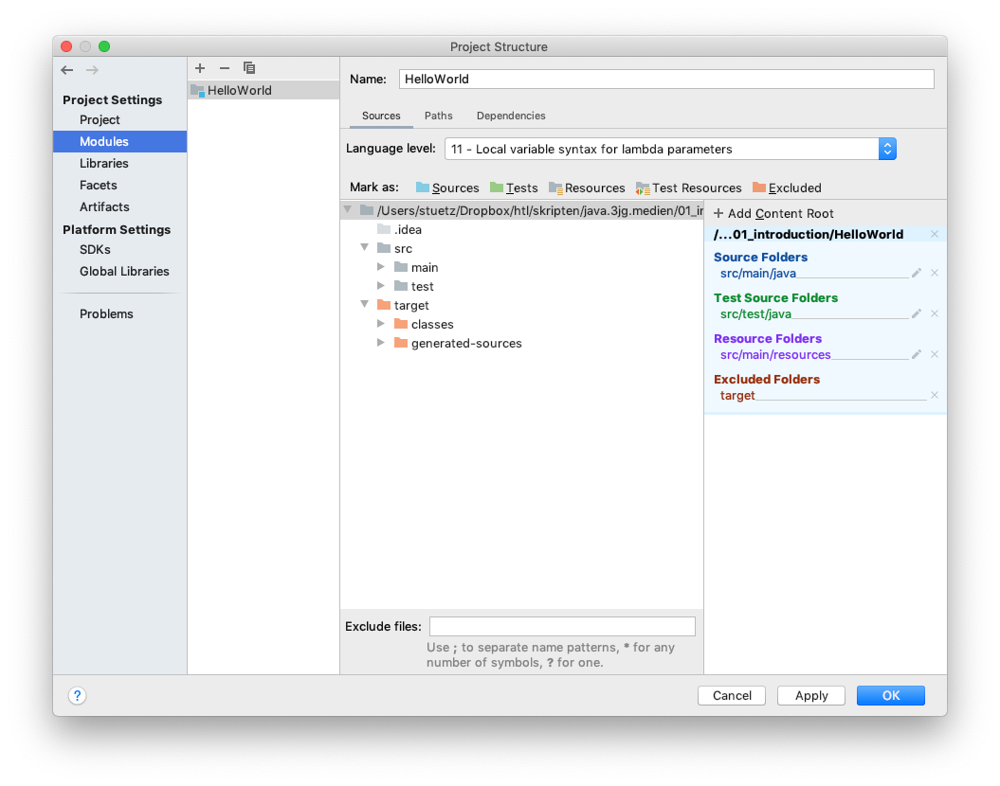 Project Structure
Project Settings
Project
Modules
Libraries
Facets
Artifacts
Platform Settings
SDKs
Global Libraries
Problems
HelloWorld
Name: HelloWorld
Sources Paths Dependencies
Language level: 11 - Local variable syntax for lambda parameters
Mark as: Sources Tests Resources Test Resources Excluded
/Users/stuetz/Dropbox/htl/skripten/java.3jg.medien/01_i
.idea
src
main
test
target
classes
generated-sources
+ Add Content Root
/...01_introduction/HelloWorld
Source Folders
src/main/java
Test Source Folders
src/test/java
Resource Folders
src/main/resources
Excluded Folders
target
Exclude files:
Use ; to separate name patterns, * for any
number of symbols, ? for one.
?
Cancel Apply OK